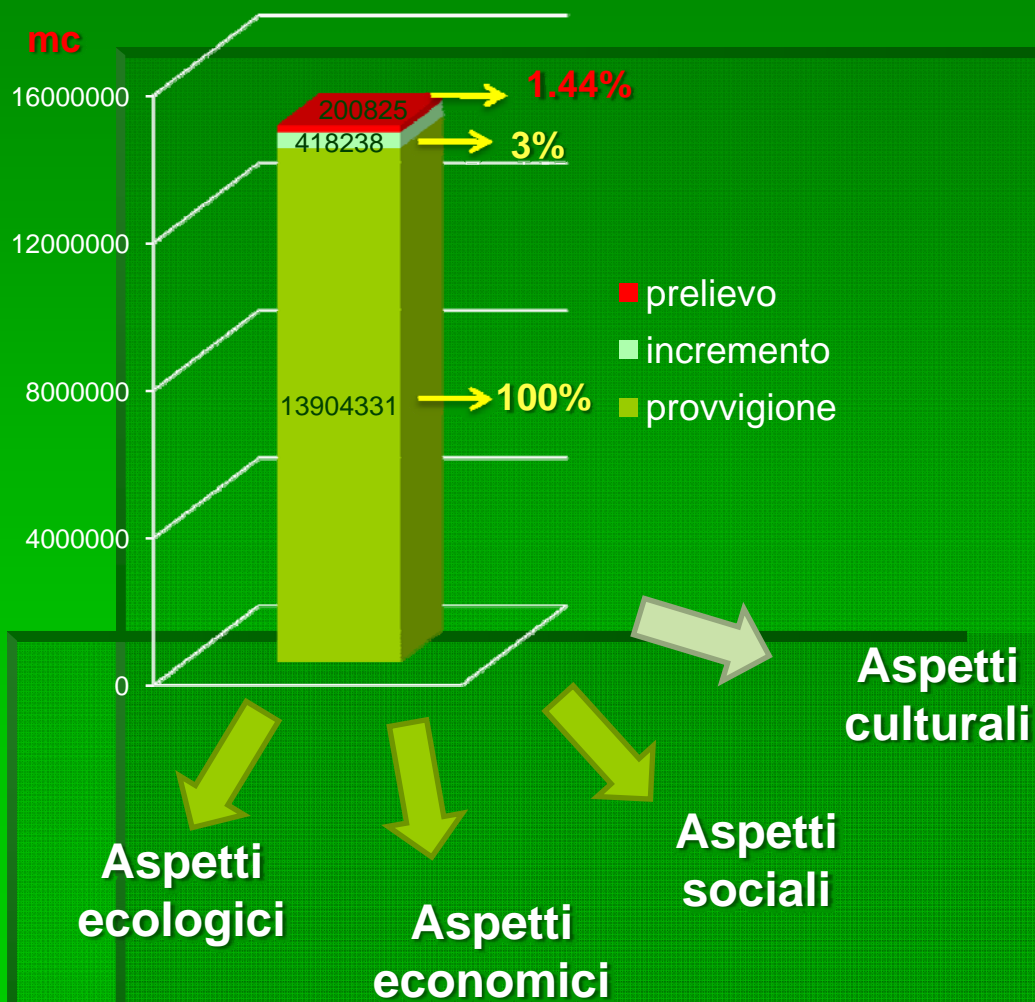 mc
16000000
12000000
8000000
4000000
0
200825
418238
13904331
1.44%
3%
100%
prelievo
incremento
provvigione
Aspetti
culturali
Aspetti
sociali
Aspetti
ecologici
Aspetti
economici